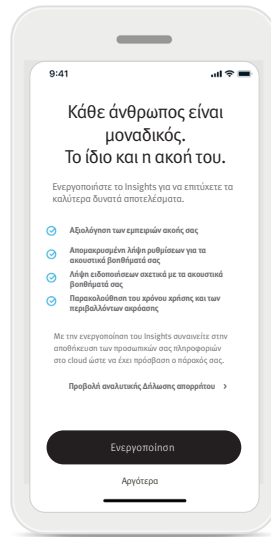 9:41
Κάθε άνθρωπος είναι
μοναδικός.
Το ίδιο και η ακοή του.
Ενεργοποιήστε το Insights για να επιτύχετε τα
καλύτερα δυνατά αποτελέσματα.
Αξιολόγηση των εμπειριών ακοής σας
Απομακρυσμένη λήψη ρυθμίσεων για τα
ακουστικά βοηθήματά σας
Λήψη ειδοποιήσεων σχετικά με τα ακουστικά
βοηθήματά σας
Παρακολούθηση του χρόνου χρήσης και των
περιβαλλόντων ακρόασης
Με την ενεργοποίηση του Insights συναινείτε στην
αποθήκευση των προσωπικών σας πληροφοριών
στο cloud ώστε να έχει πρόσβαση ο πάροχός σας.
Προβολή αναλυτικής Δήλωσης απορρήτου
Ενεργοποίηση
Αργότερα